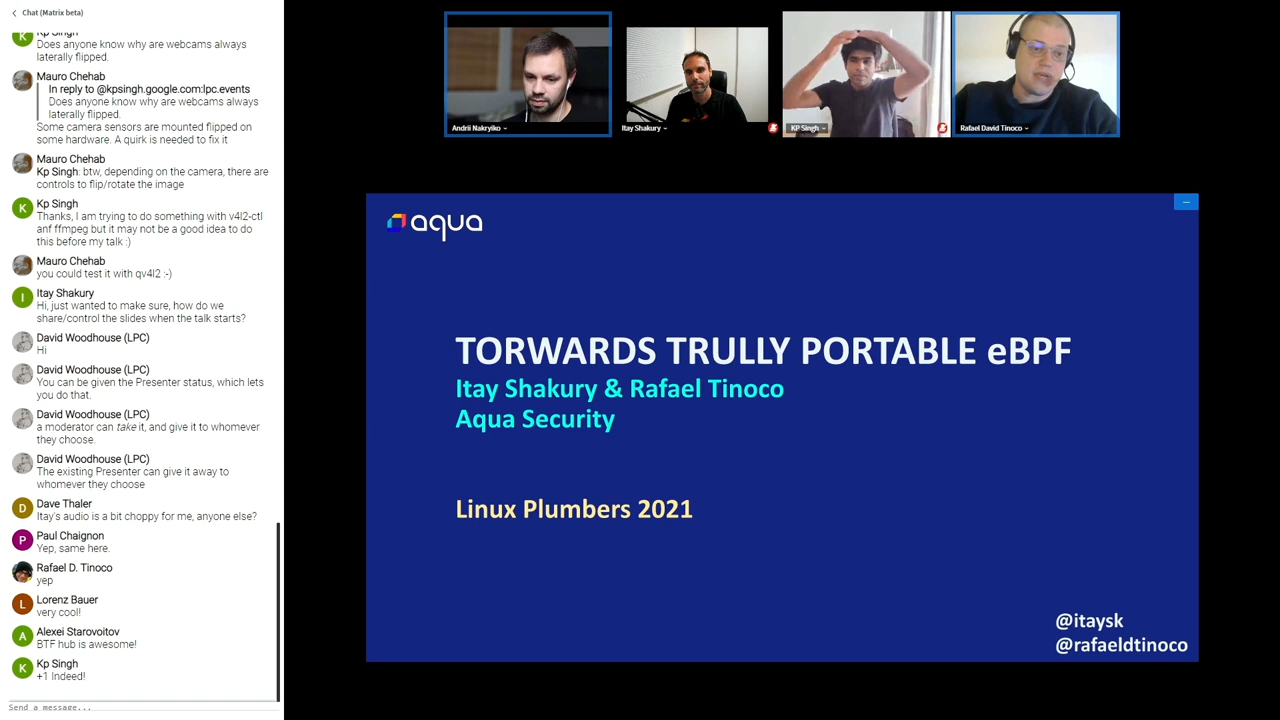 Chat (Matrix beta)
Kp Singh
Does anyone know why are webcams always
laterally flipped.
Mauro Chehab
In reply to @kpsingh.google.com:lpc.events
Does anyone know why are webcams always
laterally flipped.
Some camera sensors are mounted flipped on
some hardware. A quirk is needed to fix it
Mauro Chehab
Kp Singh: btw, depending on the camera, there are
controls to flip/rotate the image
K
Kp Singh
Thanks, I am trying to do something with v4l2-ctl
anf ffmpeg but it may not be a good idea to do
this before my talk :)
Mauro Chehab
you could test it with qv4l2 :-)
I
Itay Shakury
Hi, just wanted to make sure, how do we
share/control the slides when the talk starts?
David Woodhouse (LPC)
Hi
David Woodhouse (LPC)
You can be given the Presenter status, which lets
you do that.
David Woodhouse (LPC)
a moderator can take it, and give it to whomever
they choose.
David Woodhouse (LPC)
The existing Presenter can give it away to
whomever they choose
D
Dave Thaler
Itay's audio is a bit choppy for me, anyone else?
P
Paul Chaignon
Yep, same here.
Rafael D. Tinoco
yep
L
Lorenz Bauer
very cool!
A
Alexei Starovoitov
BTF hub is awesome!
K
Kp Singh
+1 Indeed!
Send a message...
Andrii Nakryiko
Itay Shakury
KP Singh
Rafael David Tinoco
aqua
TORWARDS TRULLY PORTABLE eBPF
Itay Shakury & Rafael Tinoco
Aqua Security
Linux Plumbers 2021
@itaysk
@rafaeldtinoco